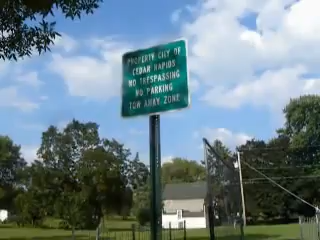 PROPERTY CITY OF
CEDAR RAPIDS
NO TRESPASSING
NO PARKING
TOW AWAY ZONE